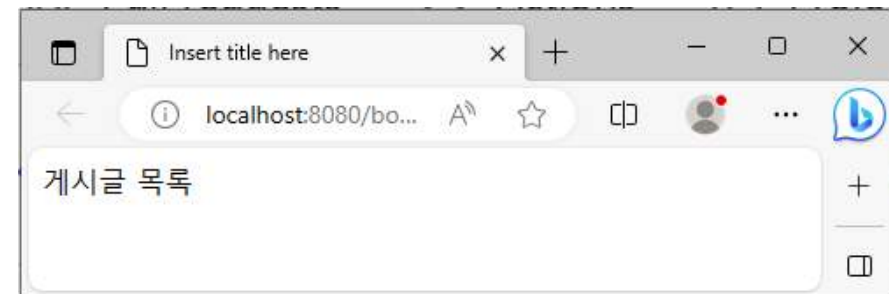 Insert title here
localhost:8080/bo...
게시글 목록